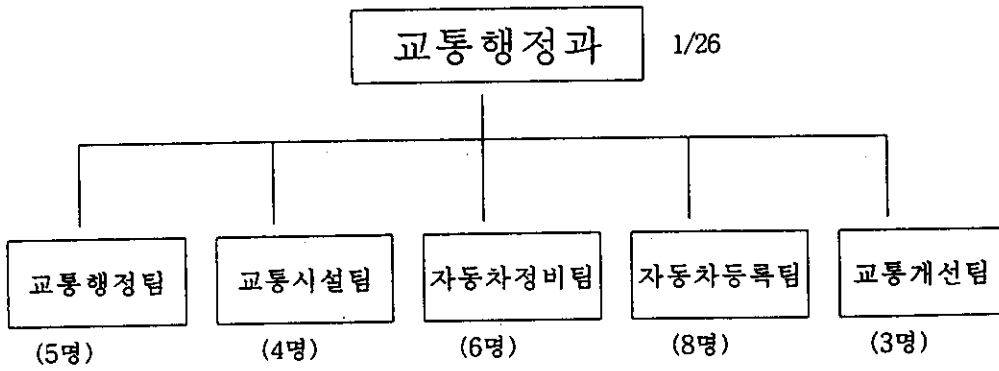 교통행정과 1/26
교통행정팀 교통시설팀 자동차정비팀 자동차등록팀 교통개선팀
(5명) (4명) (6명) (8명) (3명)